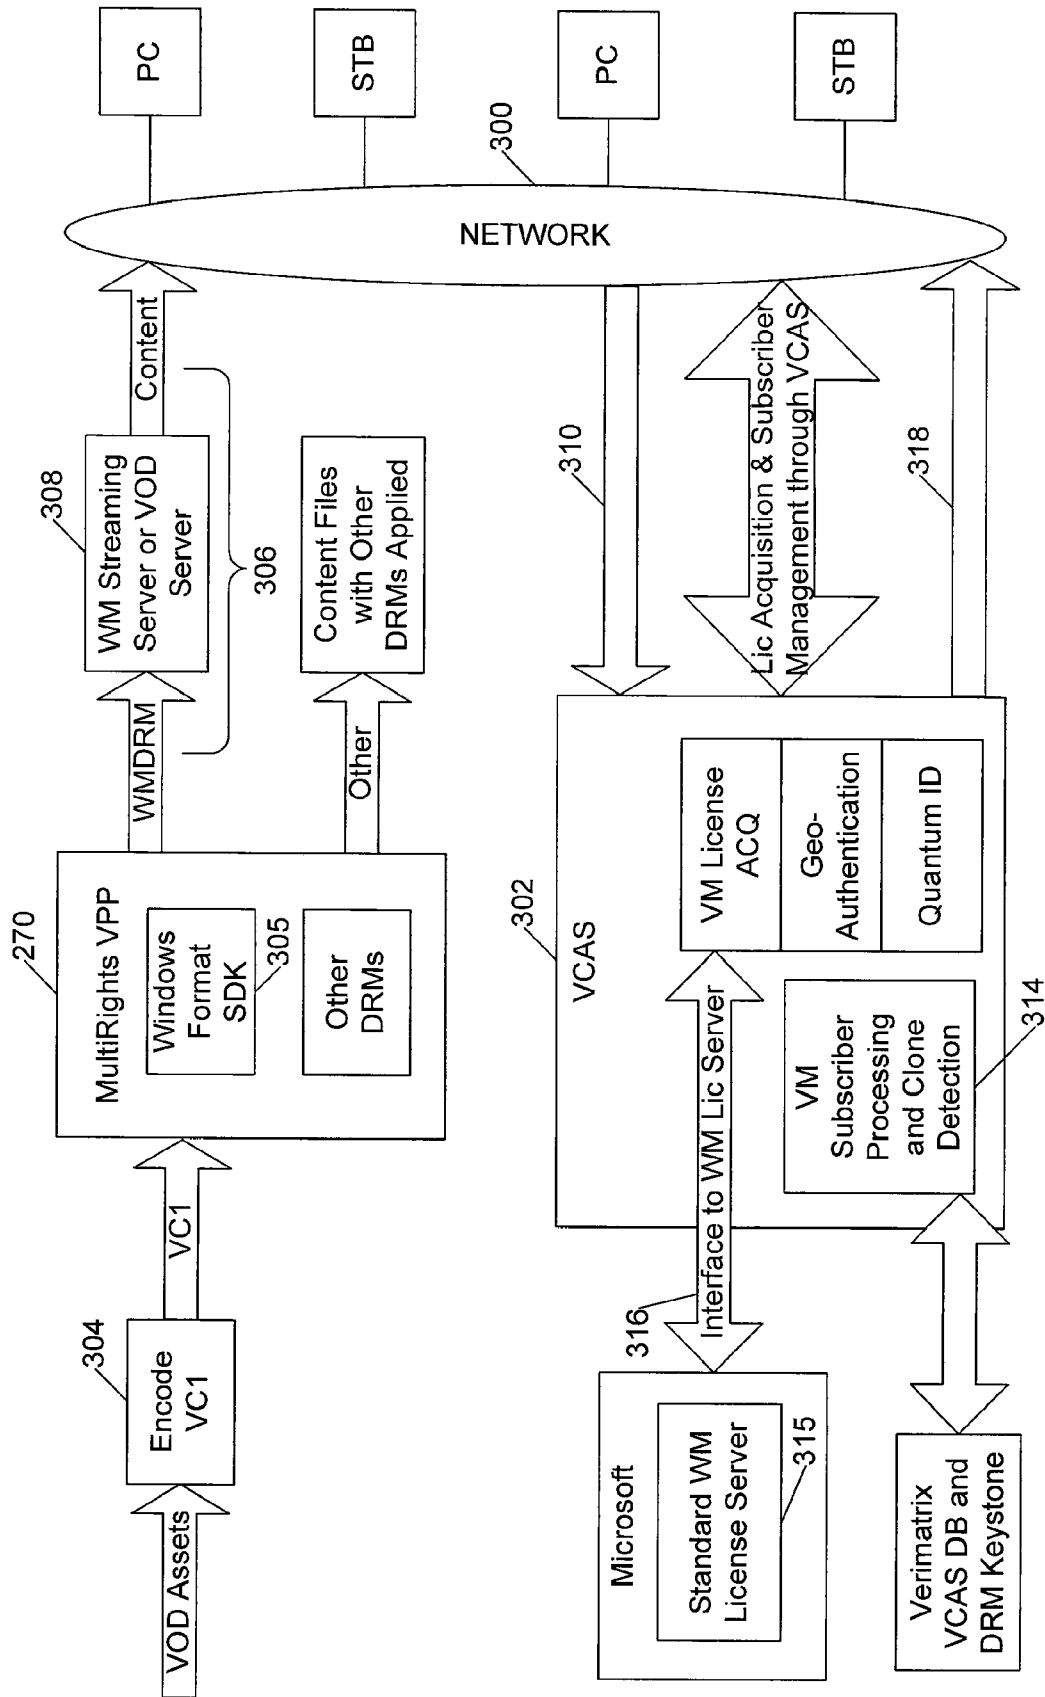 VOD Assets
304
Encode
VC1
VC1
270
MultiRights VPP
Windows
Format
SDK
305
Other
DRMs
WMDRM
Other
308
WM Streaming
Server or VOD
Server
306
Content Files
with Other
DRMs Applied
Content
PC
STB
PC
STB
300
NETWORK
310
Lic Acquisition & Subscriber
Management through VCAS
318
302
VCAS
VM License
ACQ
Geo-
Authentication
Quantum ID
VM
Subscriber
Processing
and Clone
Detection
314
316
Interface to WM Lic Server
Microsoft
Standard WM
License Server
315
Verimatrix
VCAS DB and
DRM Keystone